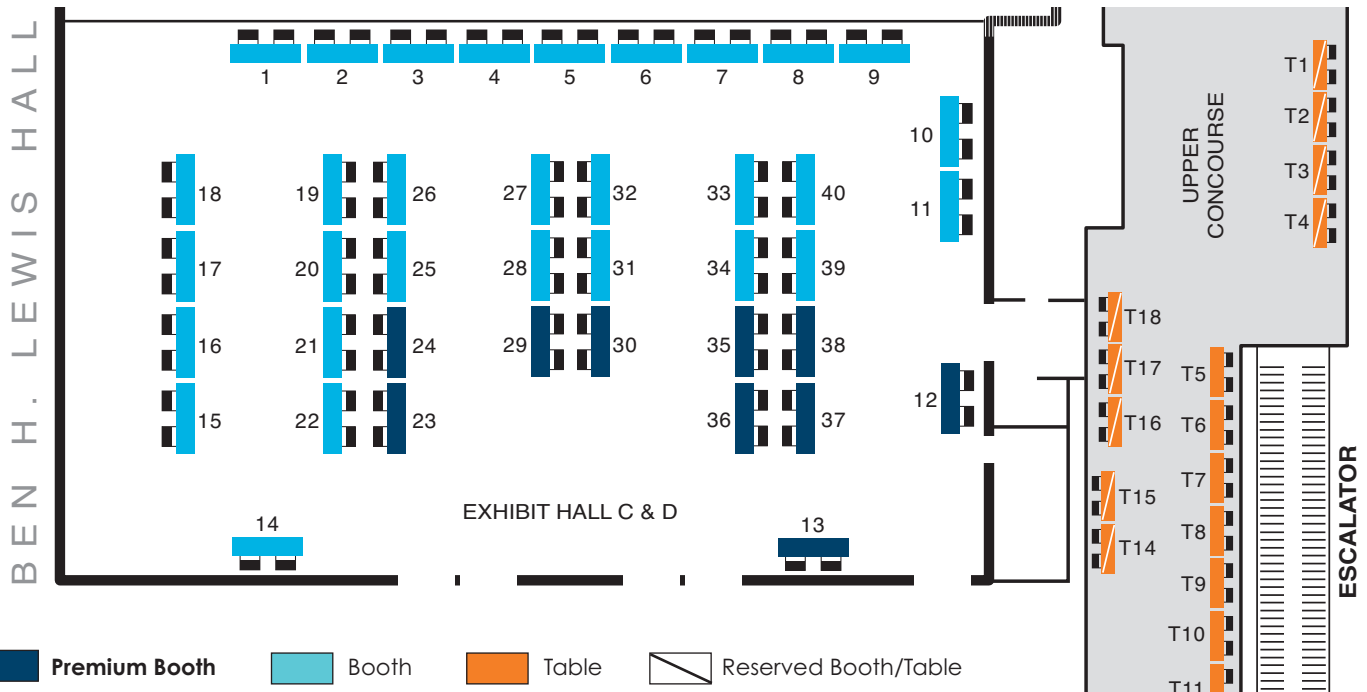 BEN H. LEWIS HALL
1 2 3 4 5 6 7 8 9
10
11
18 19 26 27 32 33 40
17 20 25 28 31 34 39
16 21 24 29 30 35 38
15 22 23 36 37
12
14
13
EXHIBIT HALL C & D
UPPER
CONCOURSE
T1
T2
T3
T4
T18
T17
T16
T15
T14
T5
T6
T7
T8
T9
T10
T11
ESCALATOR
Premium Booth
Booth
Table
Reserved Booth/Table